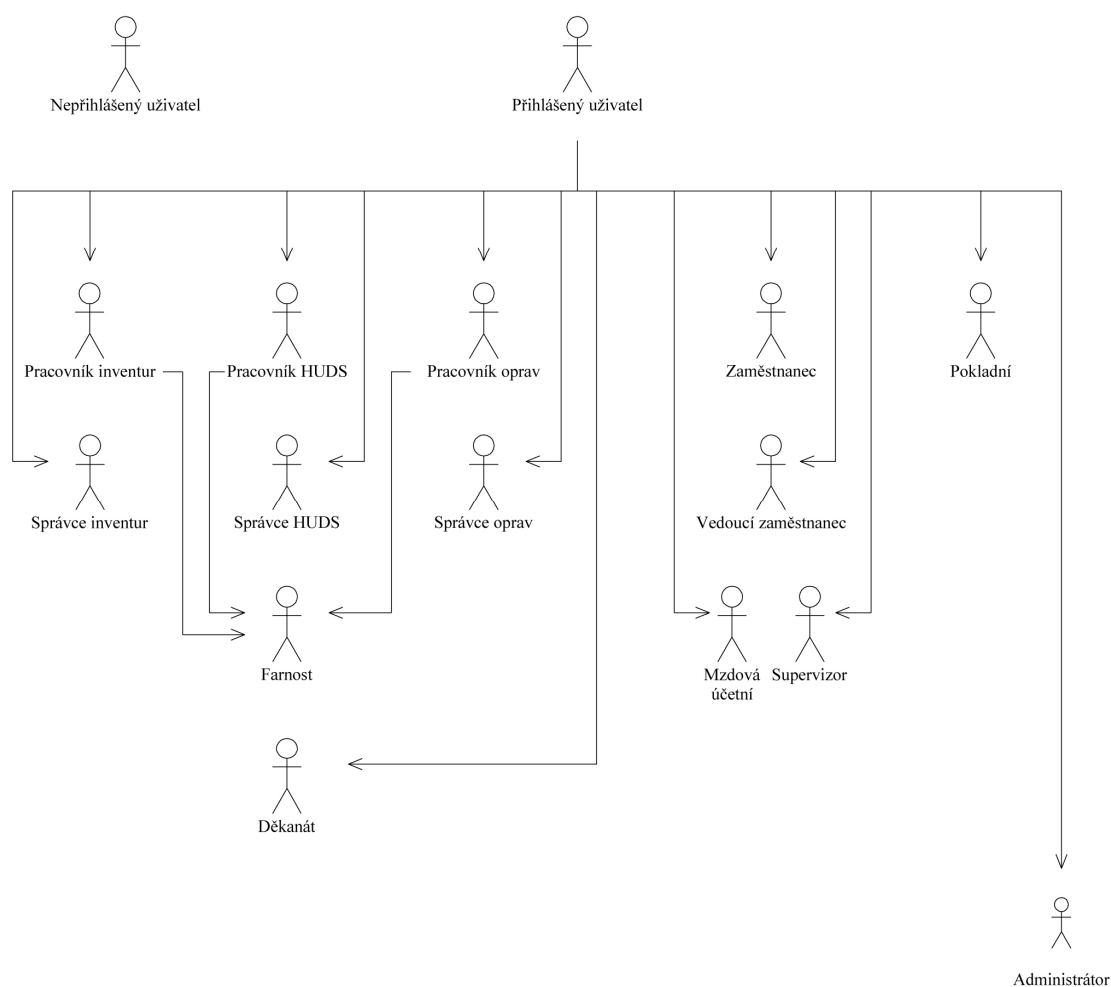 Nepřihlášený uživatel
Přihlášený uživatel
Pracovník inventur
Pracovník HUDS
Pracovník oprav
Zaměstnanec
Pokladní
Správce inventur
Správce HUDS
Správce oprav
Vedoucí zaměstnanec
Farnost
Mzdová
účetní
Supervizor
Děkanát
Administrátor